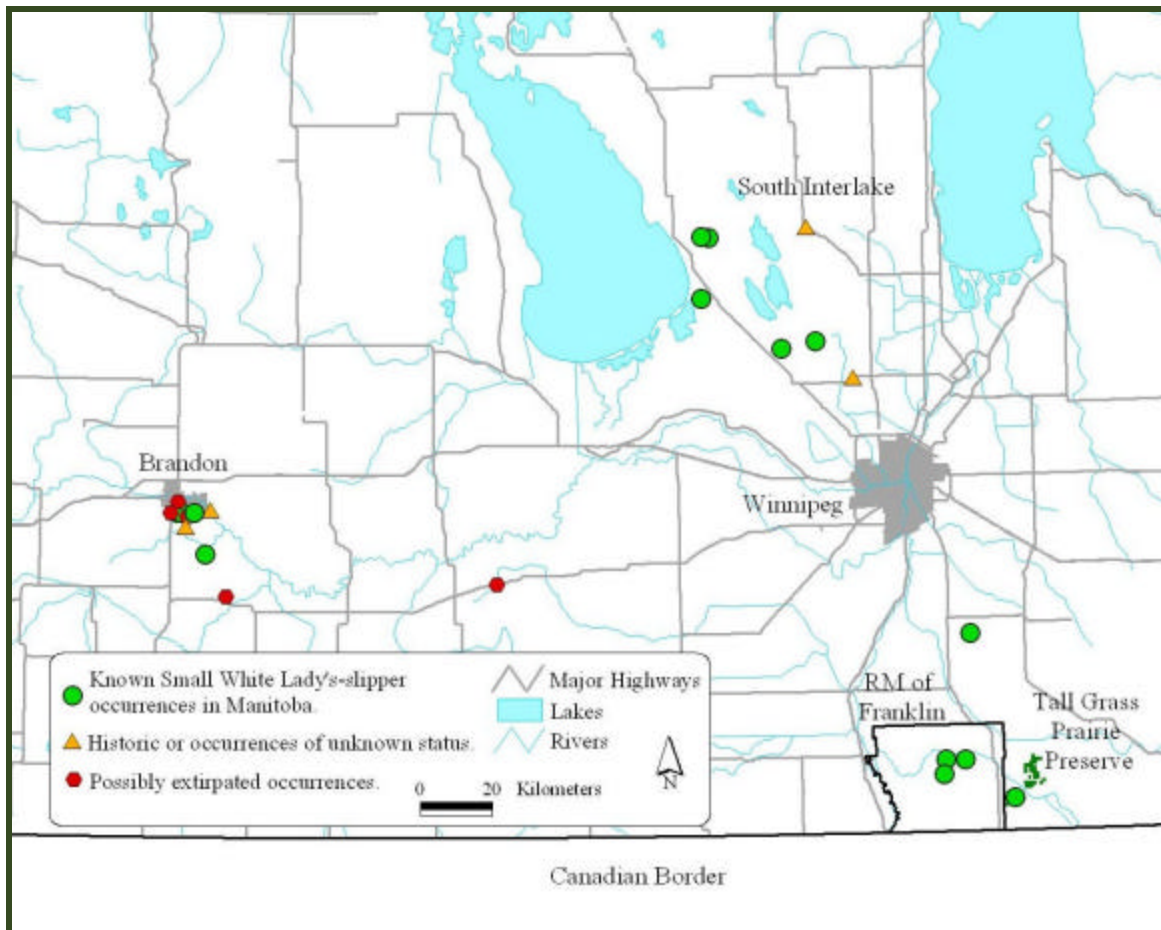 South Interlake
Brandon
Winnipeg
RM of
Franklin
Tall Grass
Prairie
Preserve
Known Small White Lady's-slipper
occurrences in Manitoba.
Historic or occurrences of unknown status.
Possibly extirpated occurrences.
Major Highways
Lakes
Rivers
0 20 Kilometers
N
Canadian Border